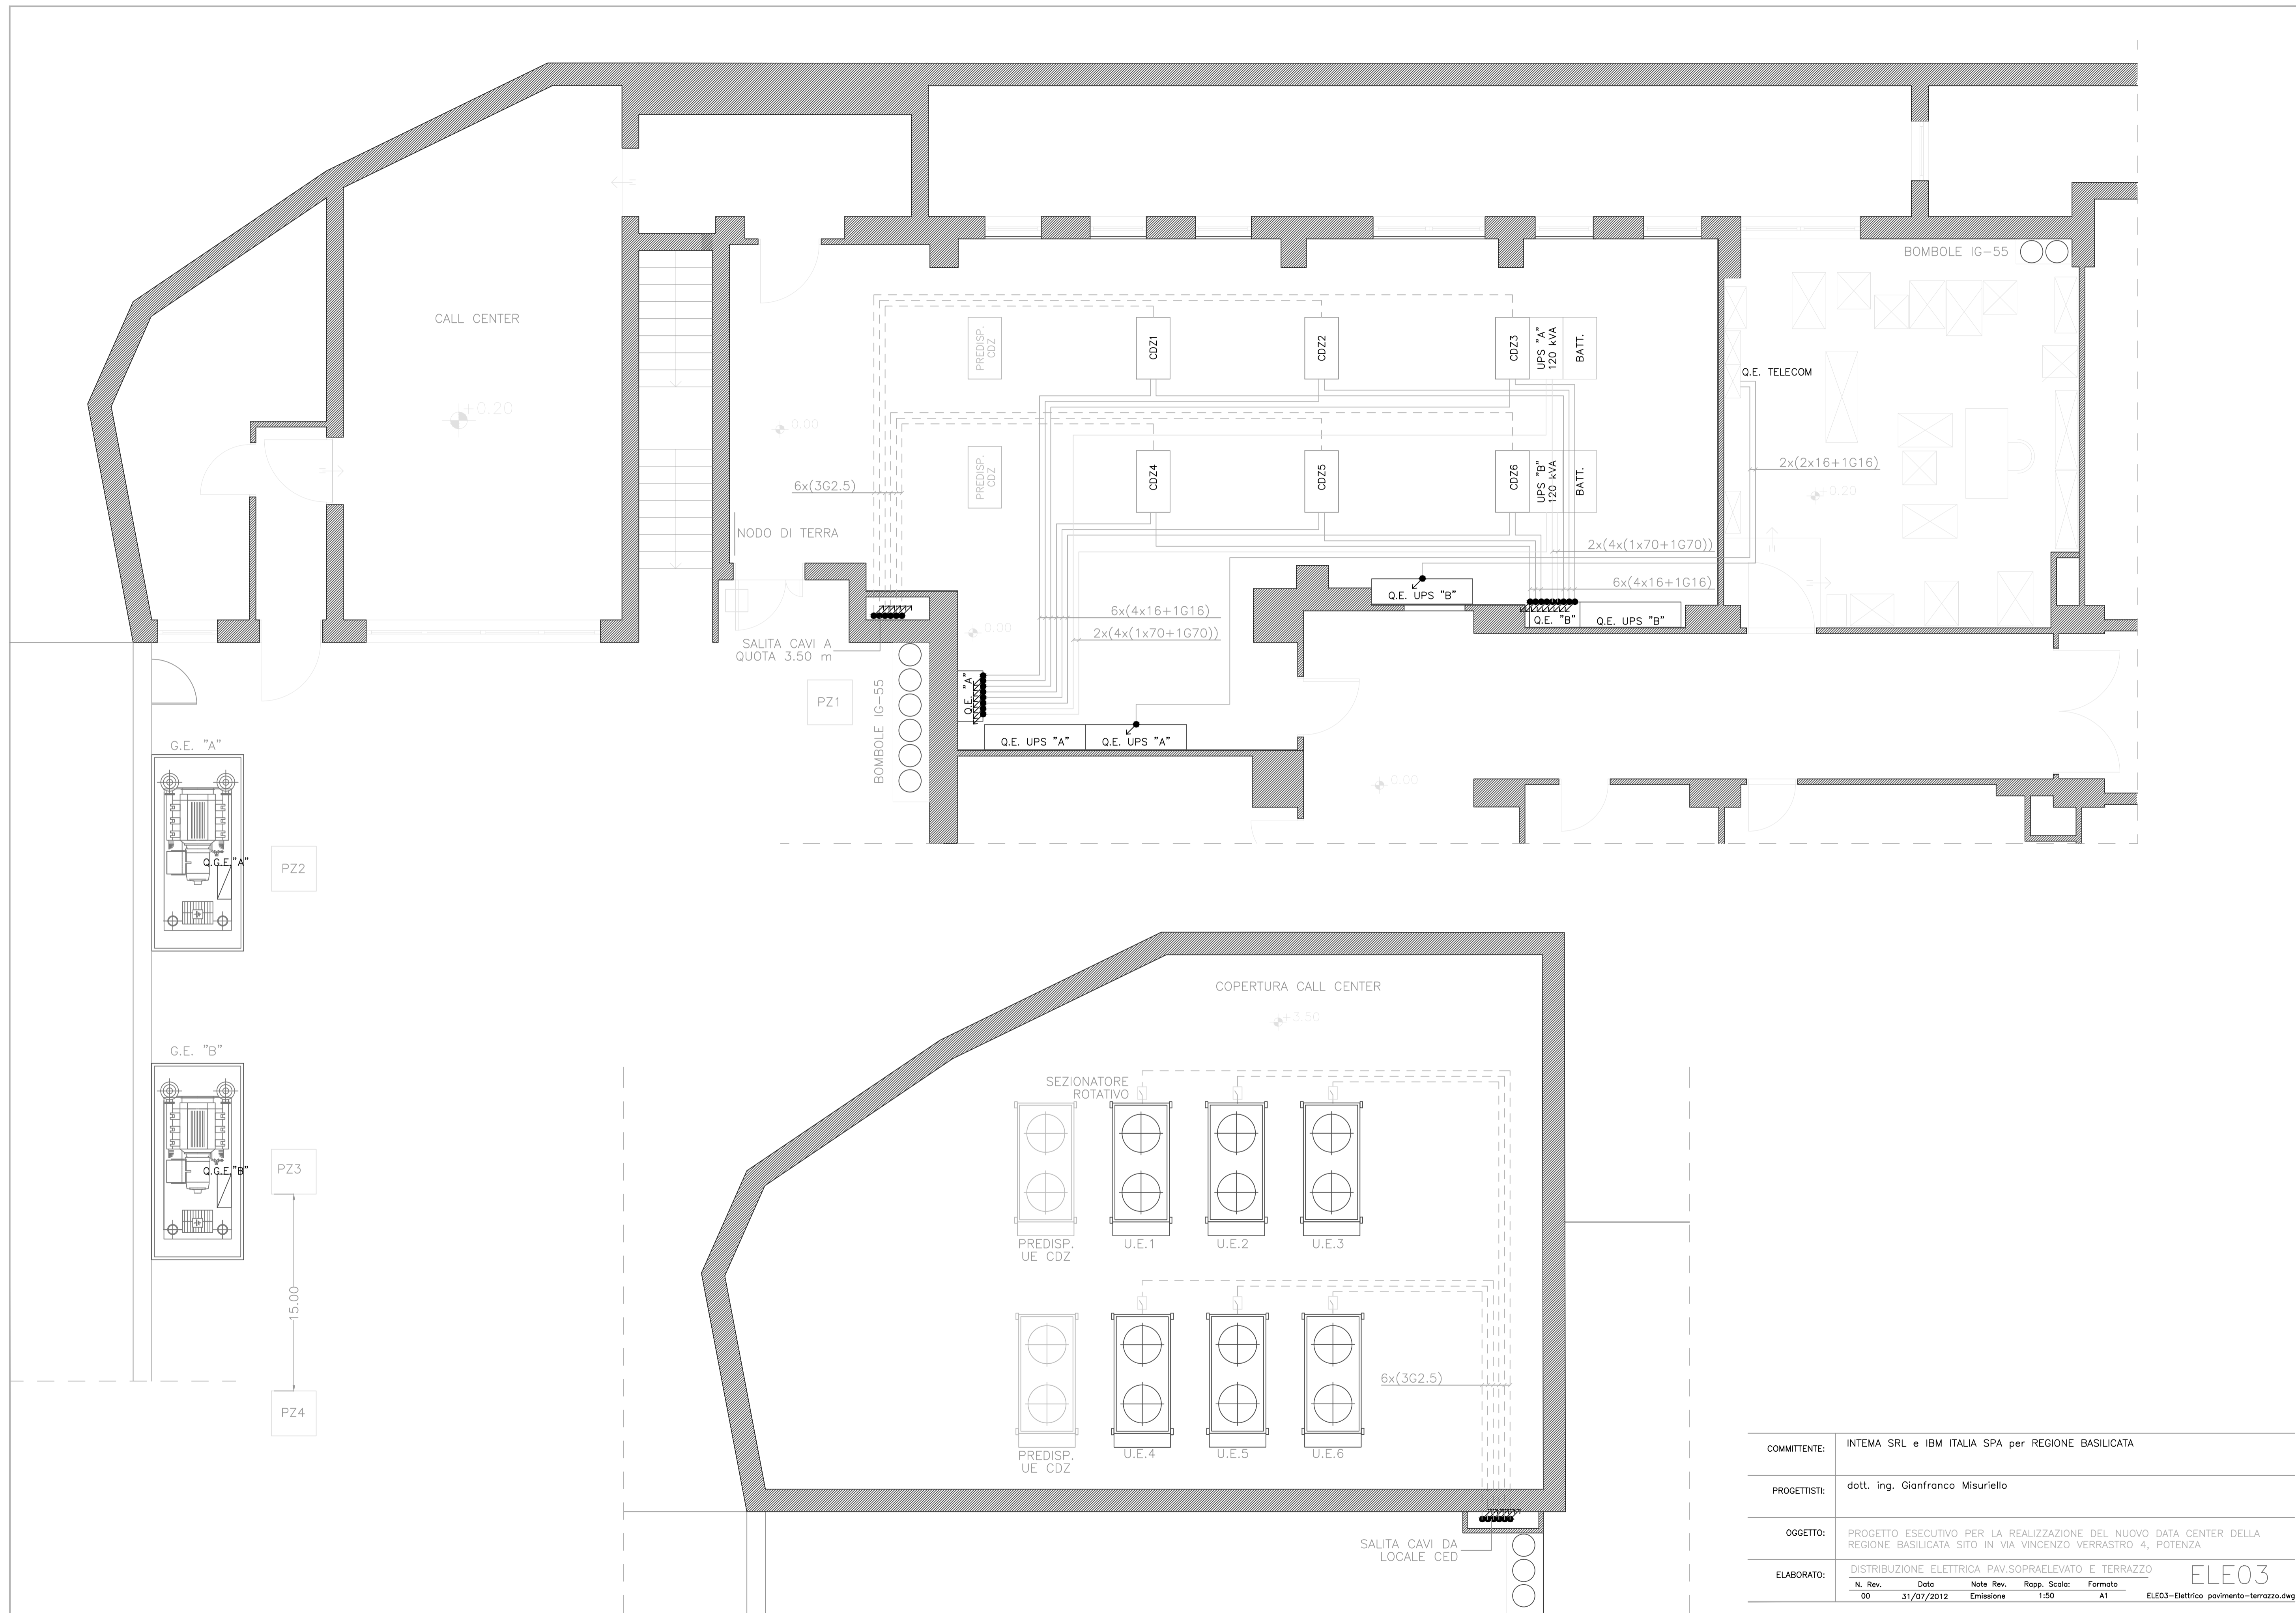 BOMBOLE IG-55
CALL CENTER
+0.20
PREDISP.
CDZ
CDZ1
CDZ2
CDZ3
UPS "A"
120 kVA
BATT.
Q.E. TELECOM
0.00
PREDISP.
CDZ
CDZ4
CDZ5
CDZ6
UPS "B"
120 kVA
BATT.
2x(2x16+1G16)
+0.20
6x(3G2.5)
NODO DI TERRA
2x(4x(1x70+1G70))
6x(4x16+1G16)
Q.E. UPS "B"
Q.E. "B"
Q.E. UPS "B"
6x(4x16+1G16)
0.00
2x(4x(1x70+1G70))
SALITA CAVI A
QUOTA 3.50 m
PZ1
BOMBOLE IG-55
Q.E. "A"
Q.E. UPS "A"
Q.E. UPS "A"
0.00
G.E. "A"
Q.G.E."A"
PZ2
G.E. "B"
Q.G.E."B"
PZ3
15.00
PZ4
COPERTURA CALL CENTER
+3.50
SEZIONATORE
ROTATIVO
PREDISP.
UE CDZ
U.E.1
U.E.2
U.E.3
6x(3G2.5)
PREDISP.
UE CDZ
U.E.4
U.E.5
U.E.6
SALITA CAVI DA
LOCALE CED
COMMITTENTE:
INTEMA SRL e IBM ITALIA SPA per REGIONE BASILICATA
PROGETTISTI:
dott. ing. Gianfranco Misuriello
OGGETTO:
PROGETTO ESECUTIVO PER LA REALIZZAZIONE DEL NUOVO DATA CENTER DELLA
REGIONE BASILICATA SITO IN VIA VINCENZO VERRASTRO 4, POTENZA
ELABORATO:
DISTRIBUZIONE ELETTRICA PAV.SOPRAELEVATO E TERRAZZO
ELE03
N. Rev. Data Note Rev. Rapp. Scala: Formato
00 31/07/2012 Emissione 1:50 A1 ELE03-Elettrico pavimento-terrazzo.dwg